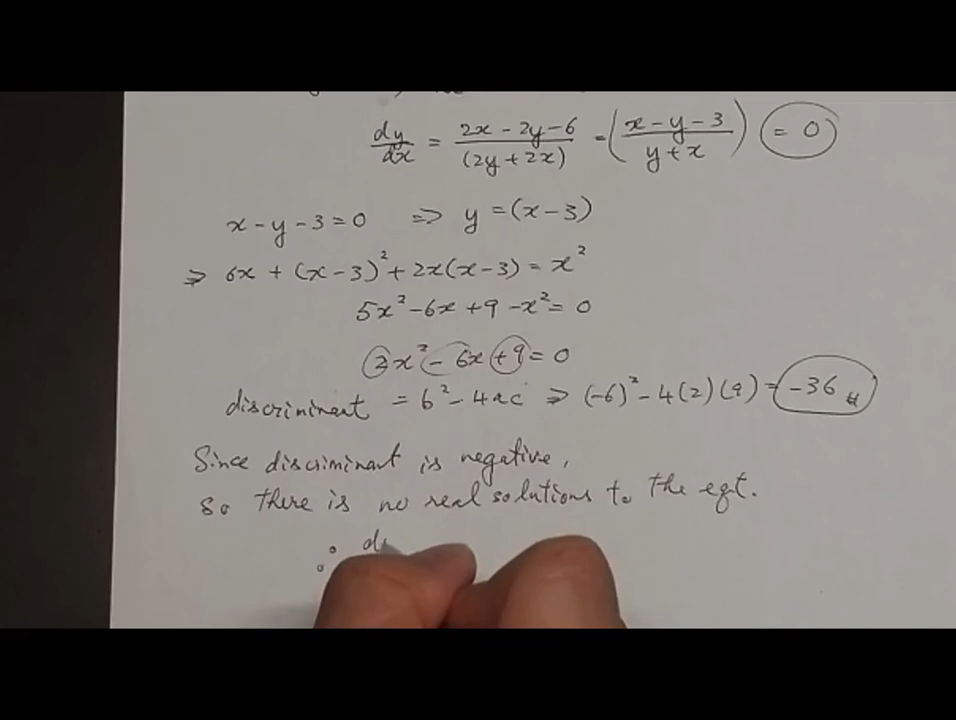 dy/dx = (2x - 2y - 6)/(2y + 2x) = ((x - y - 3)/(y + x)) = 0
x - y - 3 = 0 => y = (x - 3)
=> 6x + (x - 3)² + 2x(x - 3) = x²
5x² - 6x + 9 - x² = 0
2x² - 6x + 9 = 0
discriminant = b² - 4ac => (-6)² - 4(2)(9) = -36
Since discriminant is negative,
so there is no real solutions to the eqt.
∴